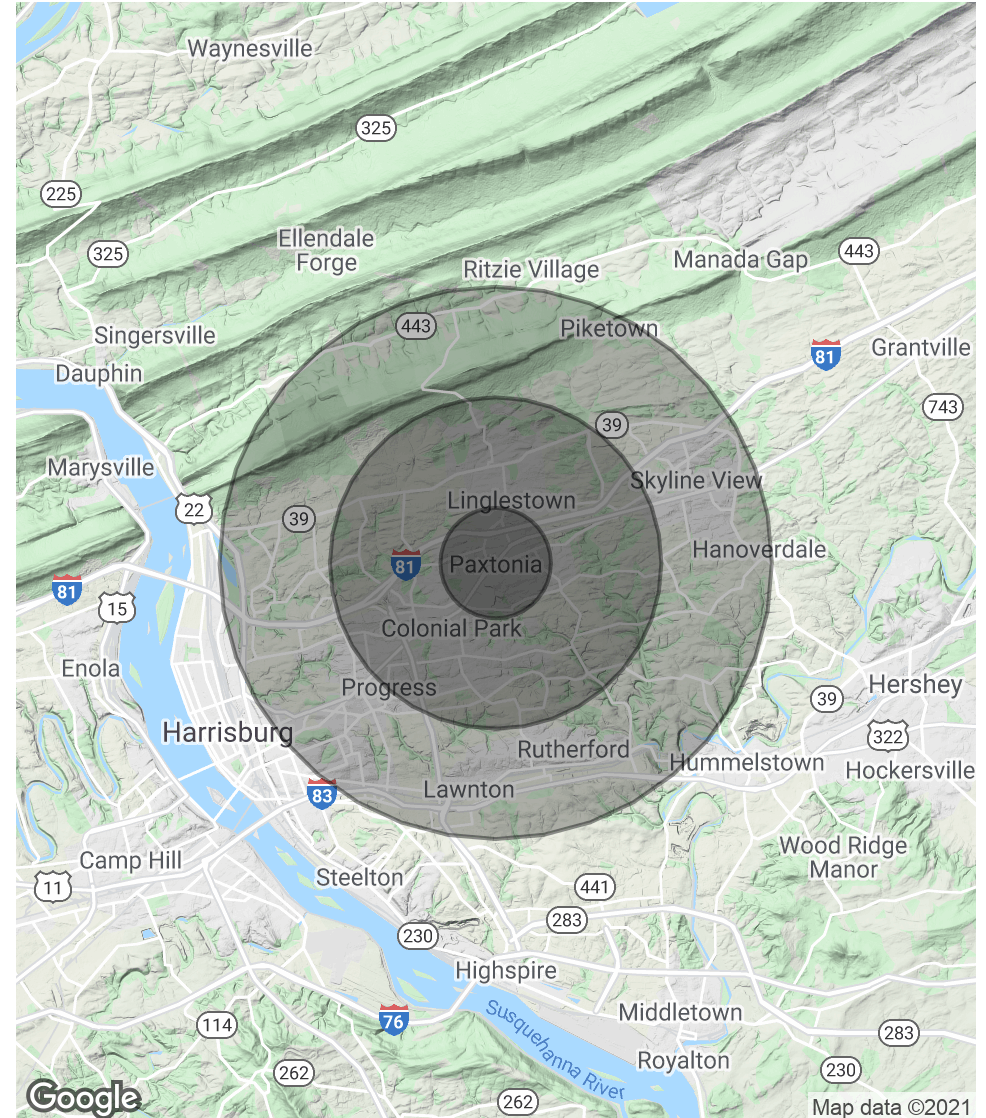 Waynesville
325
225
Ellendale
Forge
325
443
Manada Gap
Ritzie Village
443
Piketown
Singersville
81
Grantville
Dauphin
743
39
Marysville
Skyline View
Linglestown
22
39
Hanoverdale
81
Paxtonia
81
15
Colonial Park
Enola
Progress
Hershey
39
Harrisburg
322
Rutherford
Hummelstown
Hockersville
Lawnton
83
Wood Ridge
Manor
Camp Hill
Steelton
11
441
283
230
Highspire
Susquehanna River
Middletown
76
114
283
Royalton
262
230
Google
262
Map data ©2021